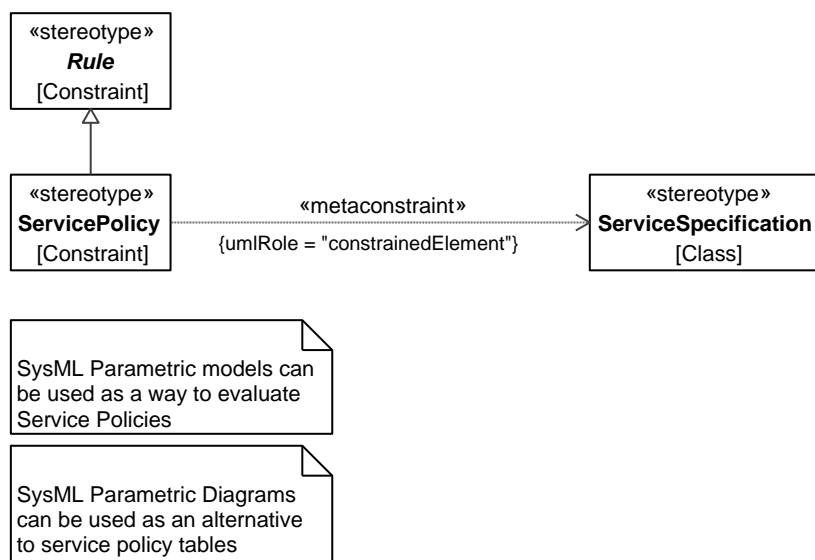 «stereotype»
Rule
[Constraint]
«stereotype»
ServicePolicy
[Constraint]
«metaconstraint»
{umlRole = "constrainedElement"}
«stereotype»
ServiceSpecification
[Class]
SysML Parametric models can
be used as a way to evaluate
Service Policies
SysML Parametric Diagrams
can be used as an alternative
to service policy tables